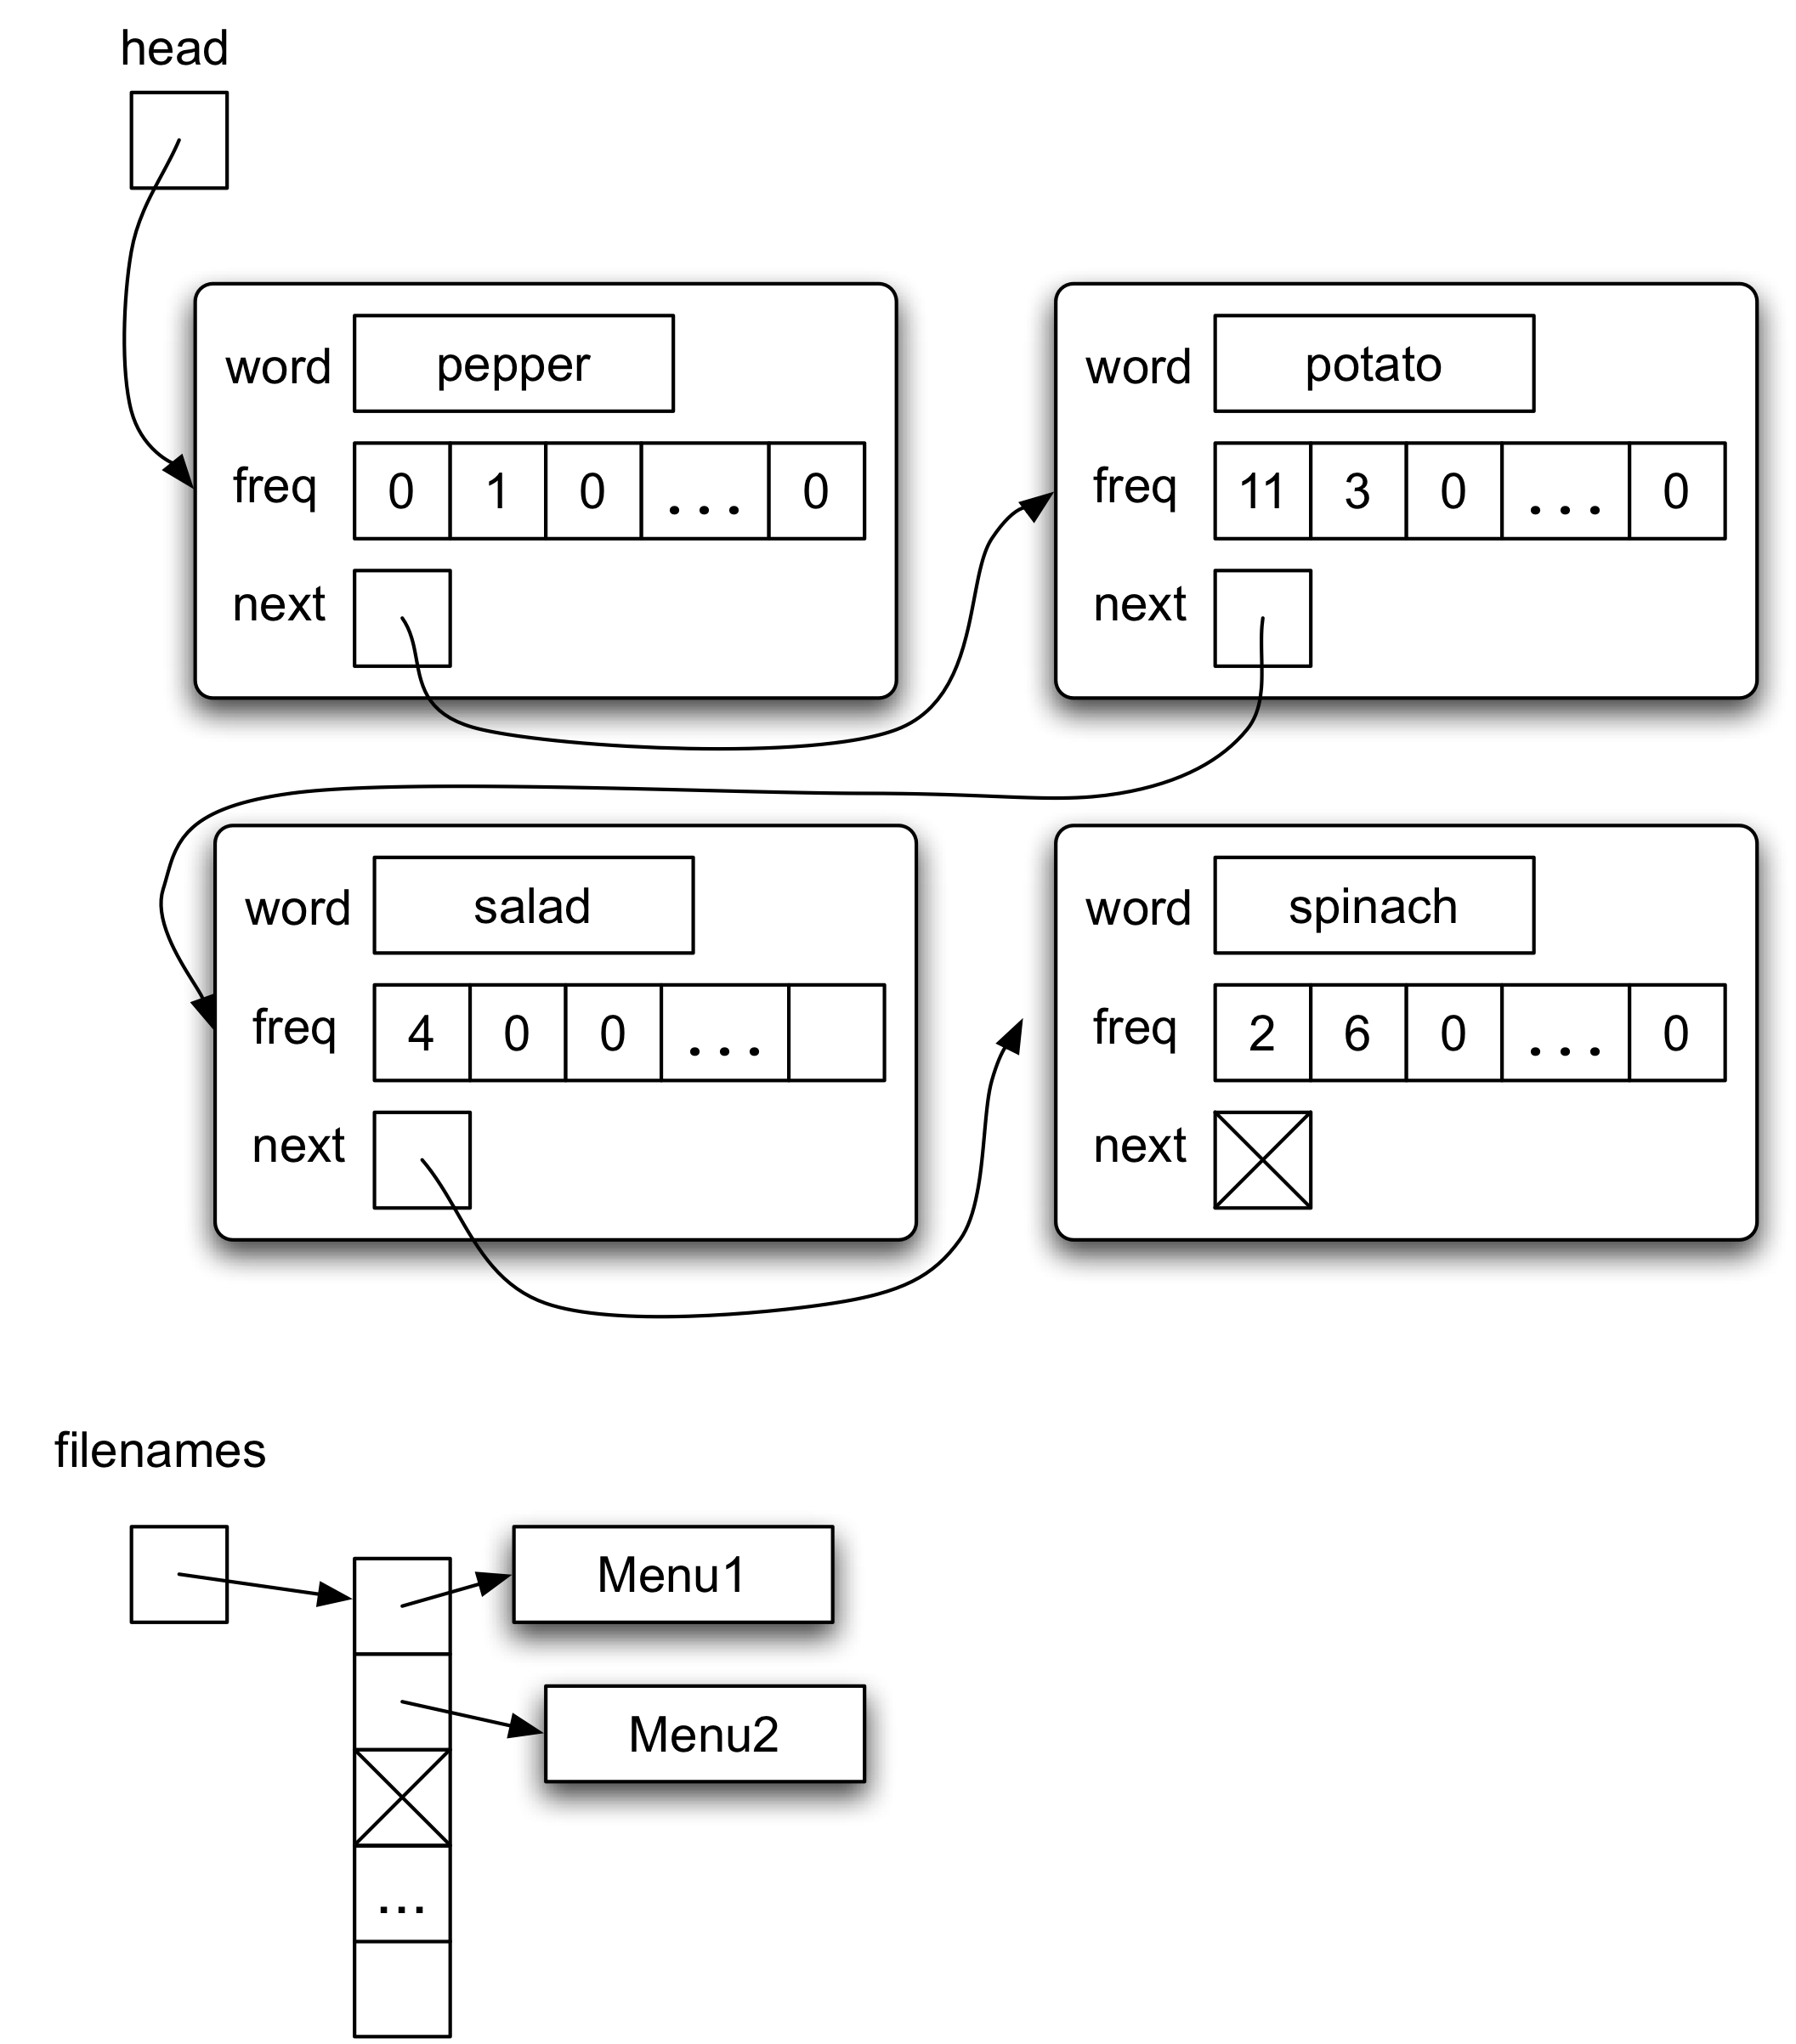 head
word pepper
freq 0 1 0 ... 0
next
word potato
freq 11 3 0 ... 0
next
word salad
freq 4 0 0 ...
next
word spinach
freq 2 6 0 ... 0
next
filenames
Menu1
Menu2
...